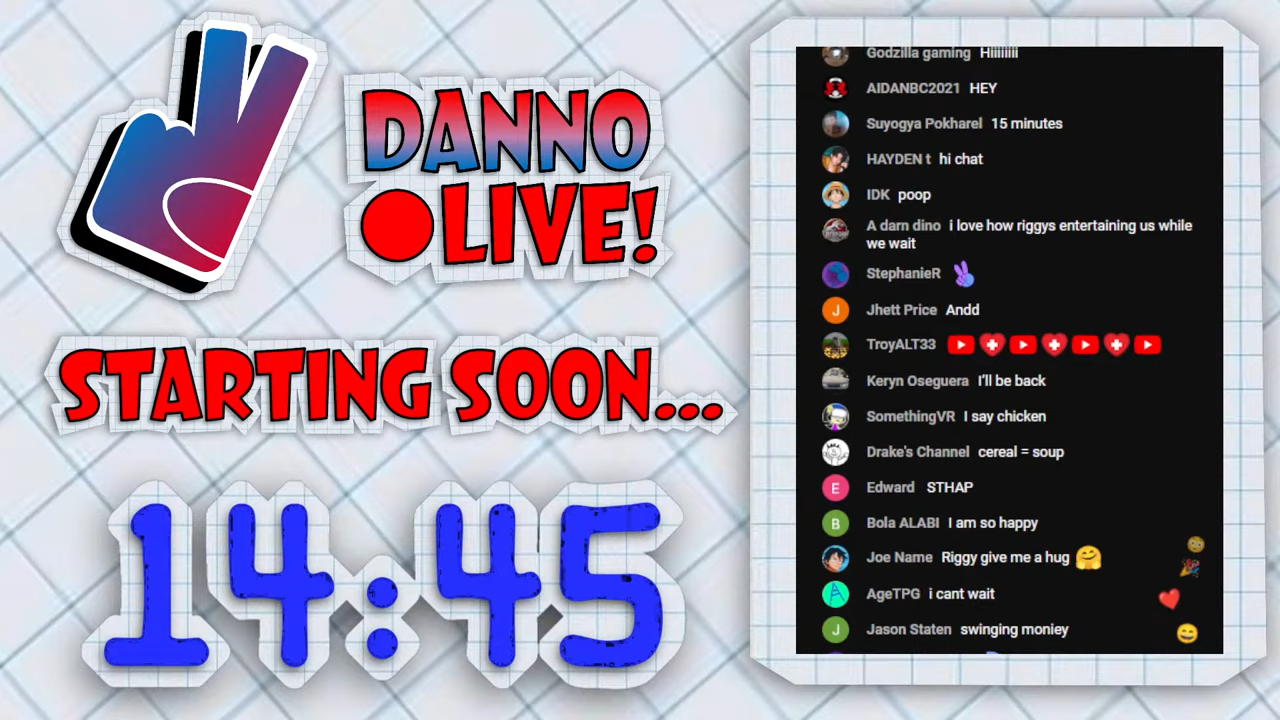 DANNO
LIVE!
STARTING SOON...
14:45
Godzilla gaming Hiiiiiiii
AIDANBC2021 HEY
Suyogya Pokharel 15 minutes
HAYDEN t hi chat
IDK poop
A darn dino i love how riggys entertaining us while
we wait
StephanieR
J Jhett Price Andd
TroyALT33
Keryn Oseguera I'll be back
SomethingVR I say chicken
Drake's Channel cereal = soup
E Edward STHAP
B Bola ALABI I am so happy
Joe Name Riggy give me a hug 🤗
AgeTPG i cant wait
J Jason Staten swinging moniey